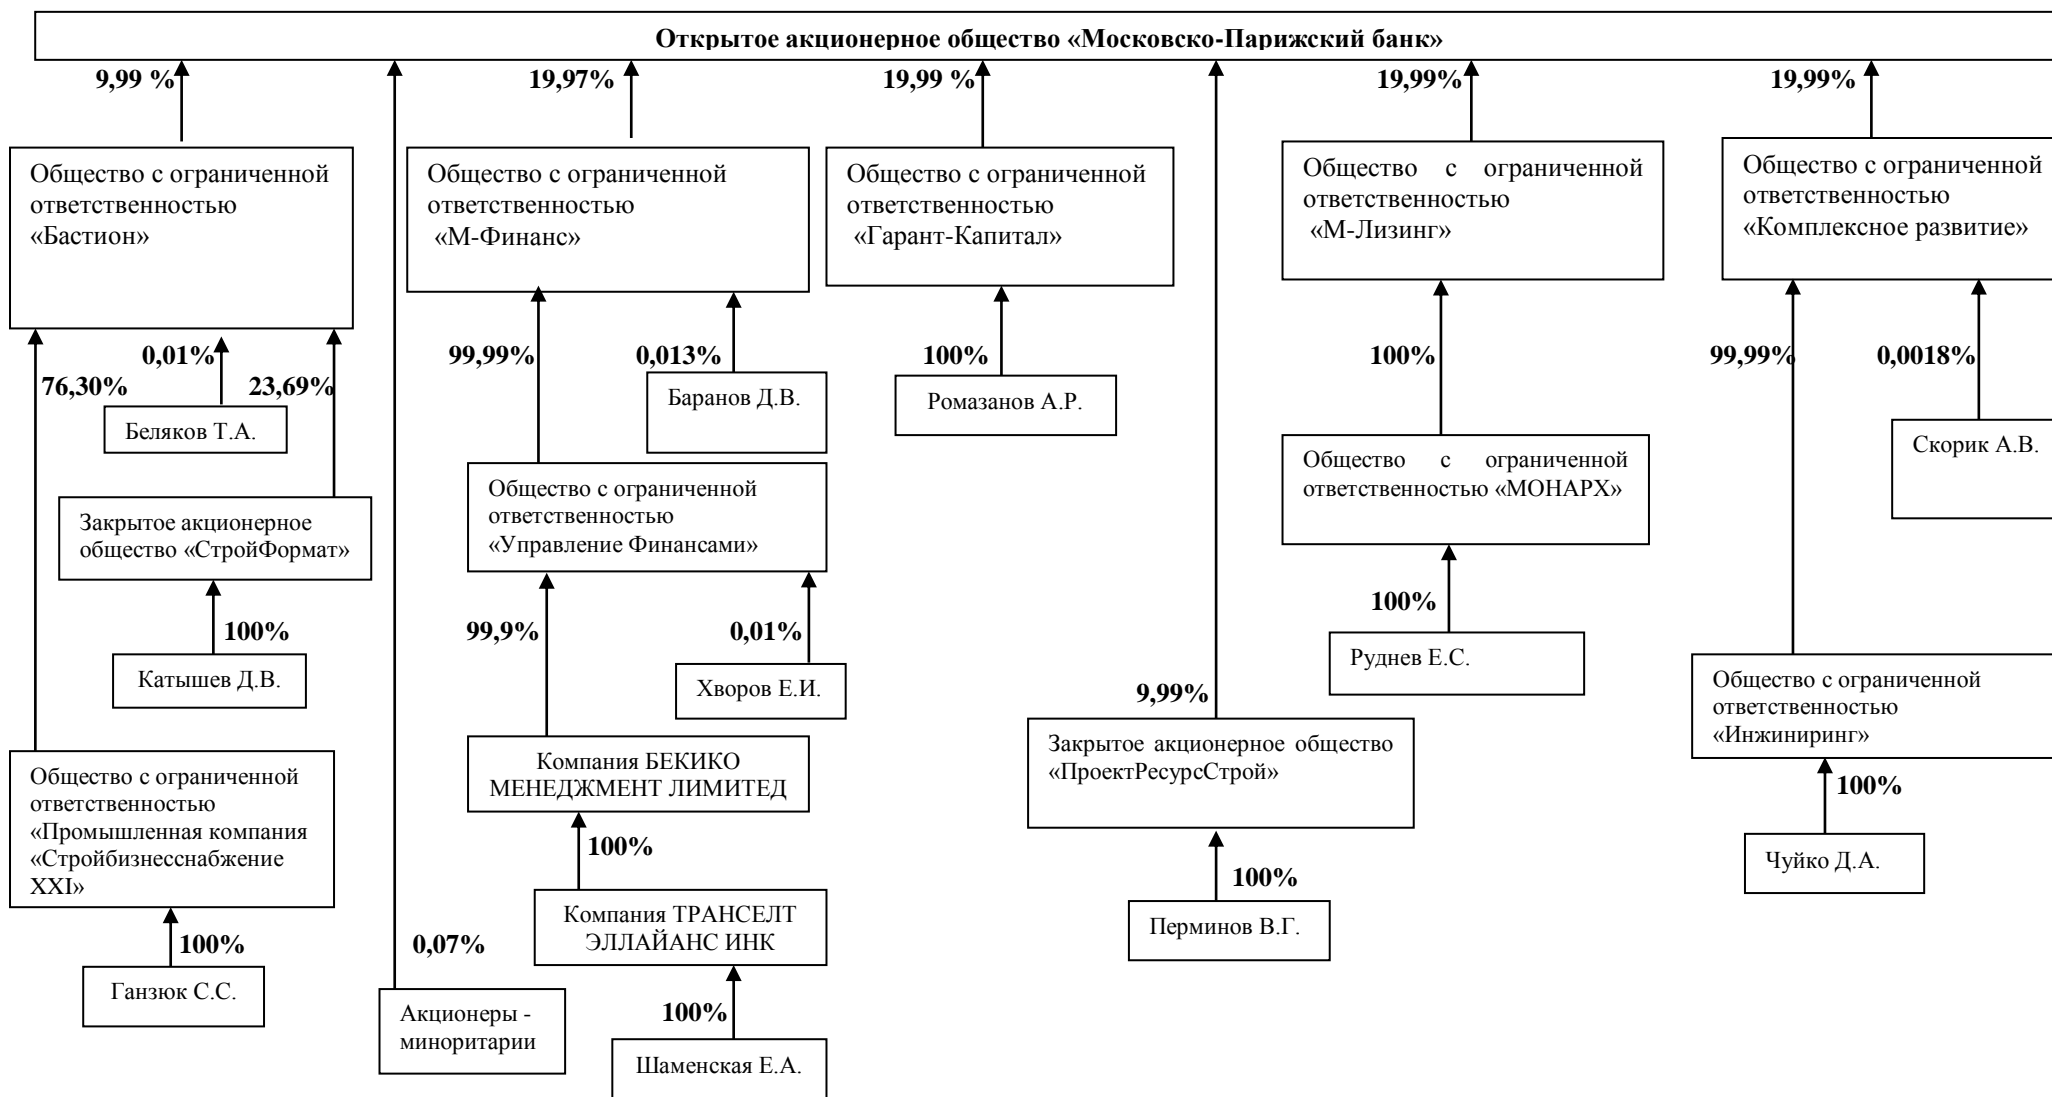 Открытое акционерное общество «Московско-Парижский банк»
9,99 %
19,97%
19,99 %
19,99%
19,99%
Общество с ограниченной
ответственностью
«Бастион»
Общество с ограниченной
ответственностью
«М-Финанс»
Общество с ограниченной
ответственностью
«Гарант-Капитал»
Общество с ограниченной
ответственностью
«М-Лизинг»
Общество с ограниченной
ответственностью
«Комплексное развитие»
0,01%
76,30%
23,69%
99,99%
0,013%
100%
100%
99,99%
0,0018%
Беляков Т.А.
Баранов Д.В.
Ромазанов А.Р.
Скорик А.В.
Общество с ограниченной
ответственностью «МОНАРХ»
Общество с ограниченной
ответственностью
«Управление Финансами»
Закрытое акционерное
общество «СтройФормат»
100%
99,9%
0,01%
100%
Катышев Д.В.
Хворов Е.И.
Руднев Е.С.
9,99%
Общество с ограниченной
ответственностью
«Инжиниринг»
Закрытое акционерное общество
«ПроектРесурсСтрой»
Компания БЕКИКО
МЕНЕДЖМЕНТ ЛИМИТЕД
Общество с ограниченной
ответственностью
«Промышленная компания
«Стройбизнесснабжение
XXI»
100%
100%
100%
Чуйко Д.А.
Компания ТРАНСЕЛТ
ЭЛЛАЙАНС ИНК
Перминов В.Г.
100%
0,07%
Ганзюк С.С.
Акционеры -
миноритарии
100%
Шаменская Е.А.